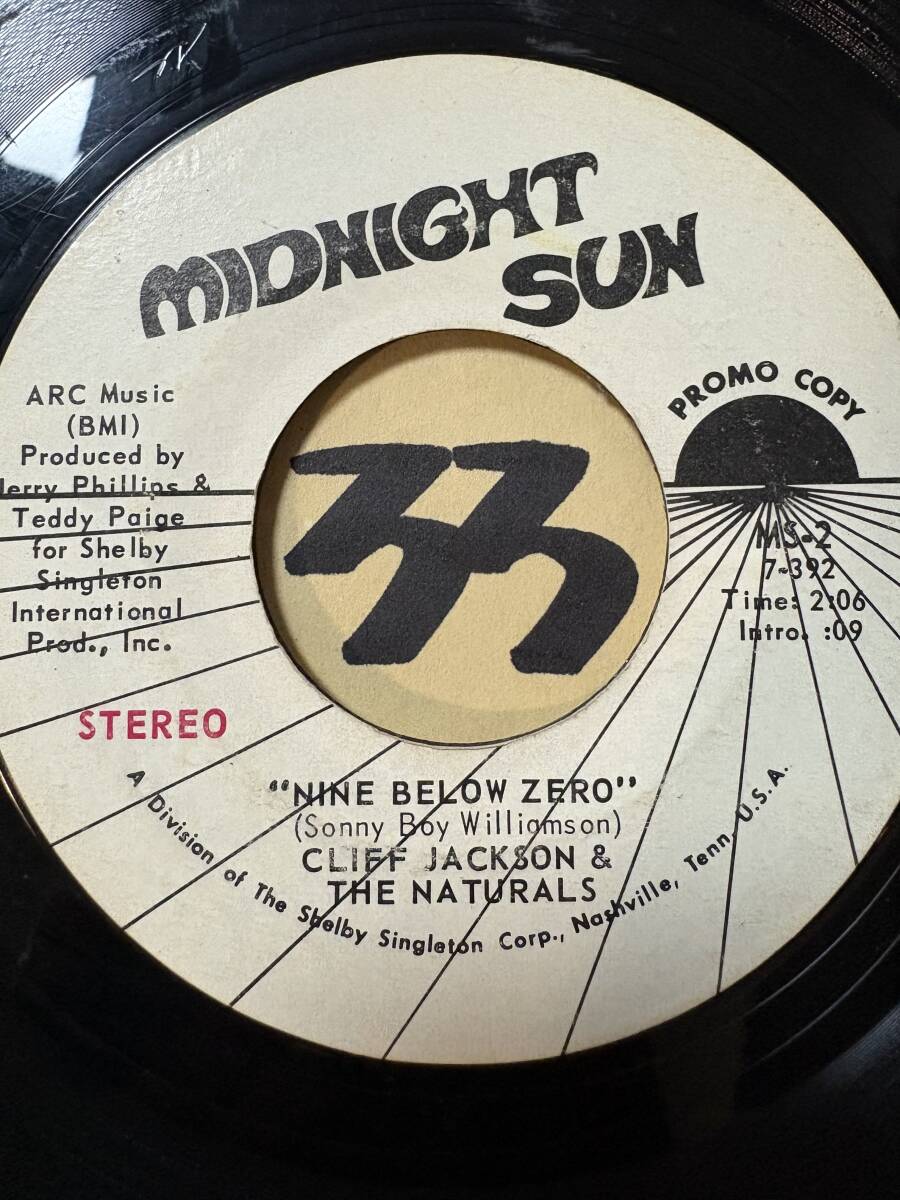 MIDNIGHT
SUN
ARC Music
(BMI)
Produced by
Jerry Phillips &
Teddy Paige
for Shelby
Singleton
International
Prod., Inc.
STEREO
PROMO COPY
MS-2
7-392
Time: 2:06
Intro. :09
"NINE BELOW ZERO"
(Sonny Boy Williamson)
CLIFF JACKSON &
THE NATURALS
A Division of The Shelby Singleton Corp., Nashville, Tenn. U.S.A.